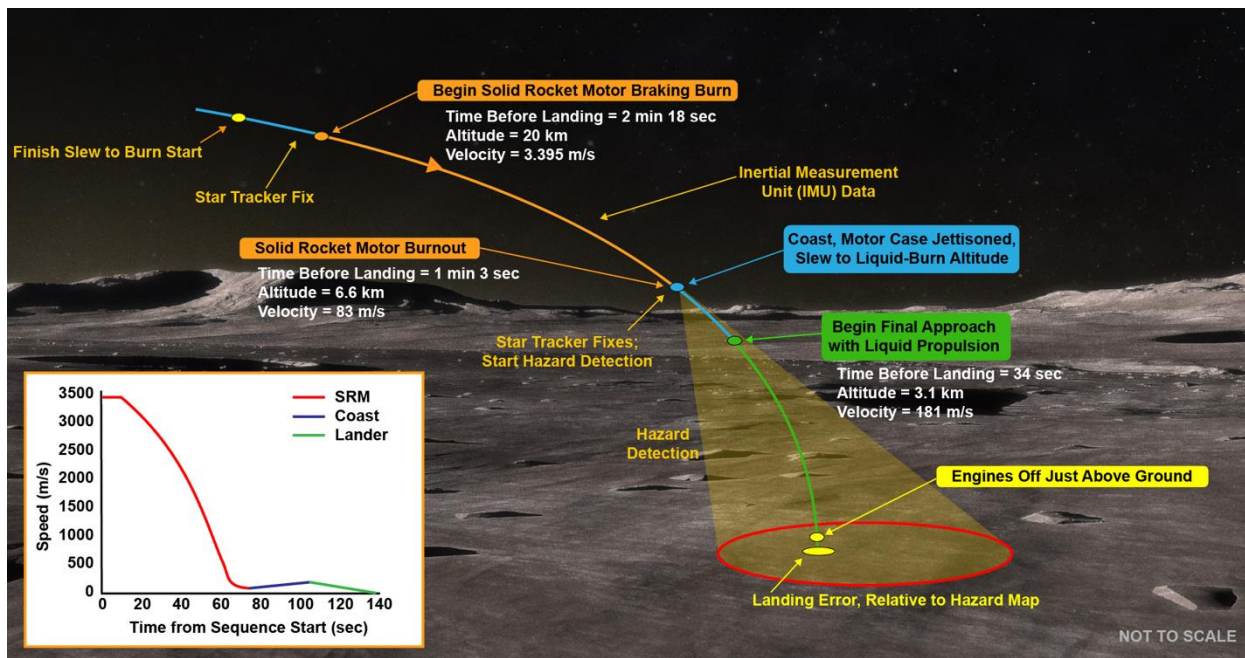 Begin Solid Rocket Motor Braking Burn
Time Before Landing = 2 min 18 sec
Altitude = 20 km
Velocity = 3.395 m/s
Finish Slew to Burn Start
Star Tracker Fix
Inertial Measurement
Unit (IMU) Data
Solid Rocket Motor Burnout
Time Before Landing = 1 min 3 sec
Altitude = 6.6 km
Velocity = 83 m/s
Coast, Motor Case Jettisoned,
Slew to Liquid-Burn Altitude
Star Tracker Fixes;
Start Hazard Detection
Begin Final Approach
with Liquid Propulsion
Time Before Landing = 34 sec
Altitude = 3.1 km
Velocity = 181 m/s
Hazard
Detection
Engines Off Just Above Ground
Landing Error, Relative to Hazard Map
NOT TO SCALE
3500
3000
2500
2000
1500
1000
500
0
Speed (m/s)
SRM
Coast
Lander
0 20 40 60 80 100 120 140
Time from Sequence Start (sec)